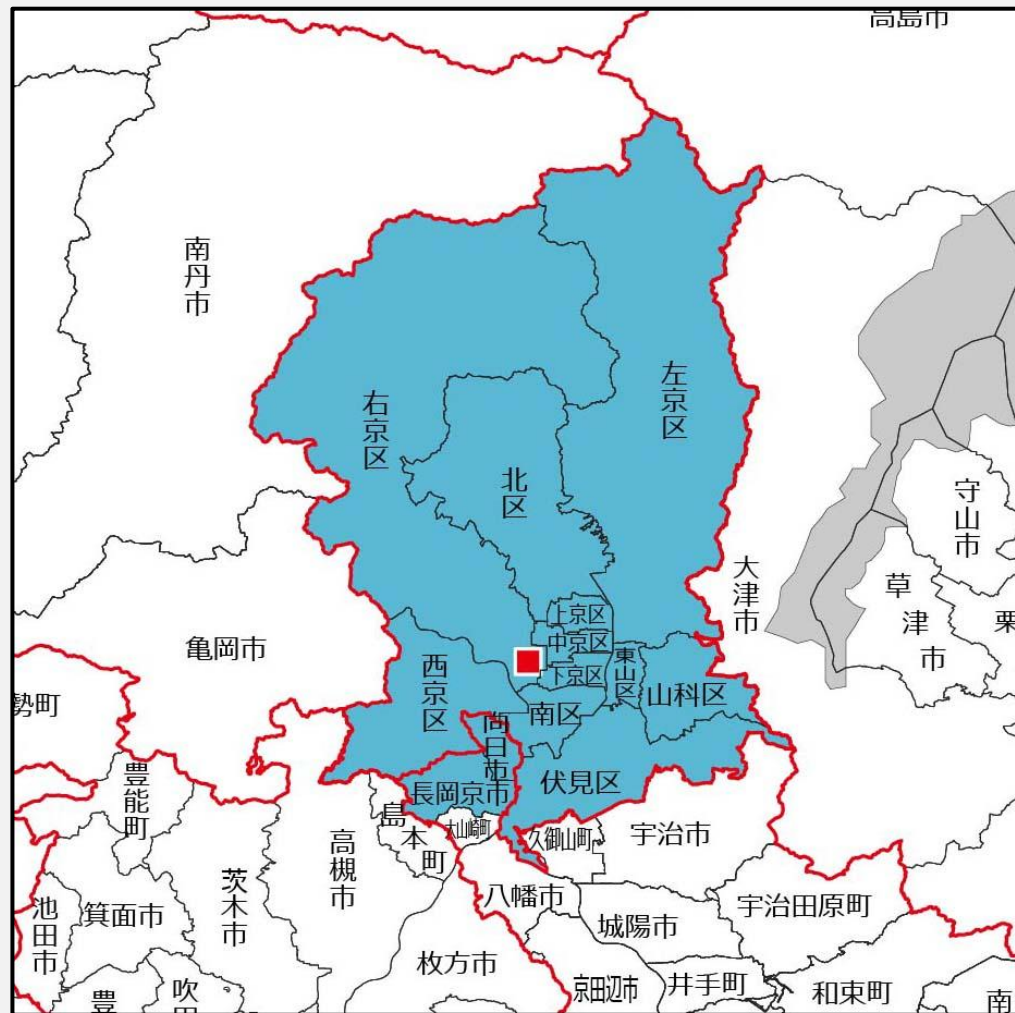 高島市
南丹市
左京区
右京区
北区
守山市
大津市
草津市
栗
上京区
中京区
亀岡市
東山区
下京区
西京区
山科区
勢町
南区
向日市
豊能町
伏見区
長岡京市
島本町
大山崎町
久御山町
宇治市
高槻市
茨木市
八幡市
宇治田原町
池田市
箕面市
城陽市
枚方市
京田辺市
井手町
和束町
豊
吹
南